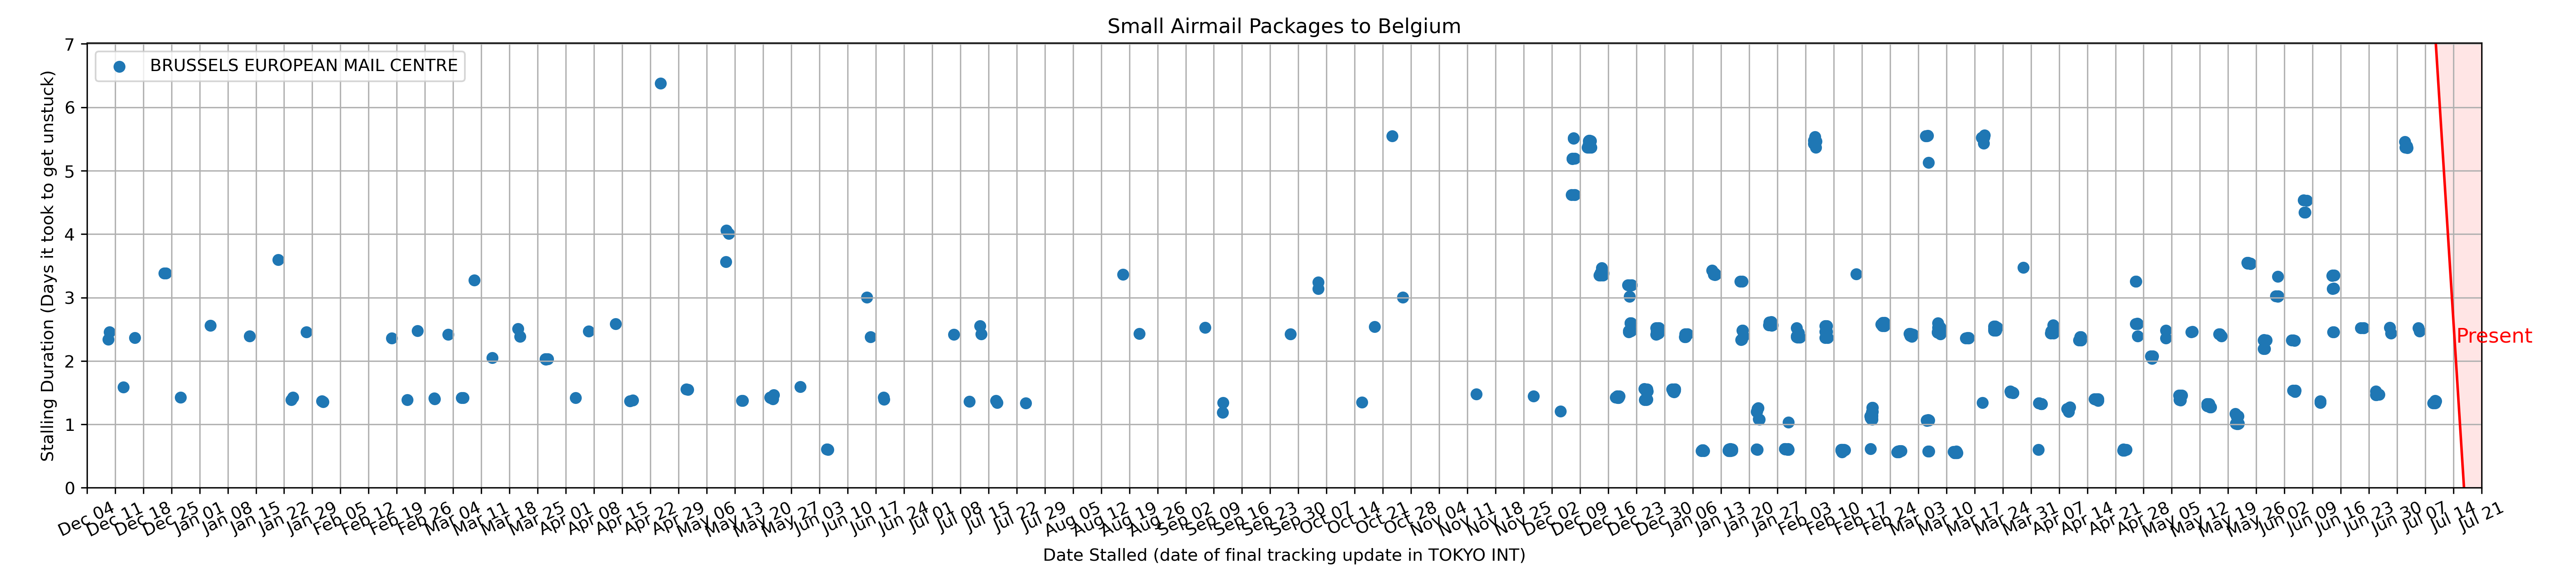 Small Airmail Packages to Belgium
BRUSSELS EUROPEAN MAIL CENTRE
Stalling Duration (Days it took to get unstuck)
7
6
5
4
3
2
1
0
Present
Dec 04
Dec 11
Dec 18
Dec 25
Jan 01
Jan 08
Jan 15
Jan 22
Jan 29
Feb 05
Feb 12
Feb 19
Feb 26
Mar 04
Mar 11
Mar 18
Mar 25
Apr 01
Apr 08
Apr 15
Apr 22
Apr 29
May 06
May 13
May 20
May 27
Jun 03
Jun 10
Jun 17
Jun 24
Jul 01
Jul 08
Jul 15
Jul 22
Jul 29
Aug 05
Aug 12
Aug 19
Aug 26
Sep 02
Sep 09
Sep 16
Sep 23
Sep 30
Oct 07
Oct 14
Oct 21
Oct 28
Nov 04
Nov 11
Nov 18
Nov 25
Dec 02
Dec 09
Dec 16
Dec 23
Dec 30
Jan 06
Jan 13
Jan 20
Jan 27
Feb 03
Feb 10
Feb 17
Feb 24
Mar 03
Mar 10
Mar 17
Mar 24
Mar 31
Apr 07
Apr 14
Apr 21
Apr 28
May 05
May 12
May 19
May 26
Jun 02
Jun 09
Jun 16
Jun 23
Jun 30
Jul 07
Jul 14
Jul 21
Date Stalled (date of final tracking update in TOKYO INT)